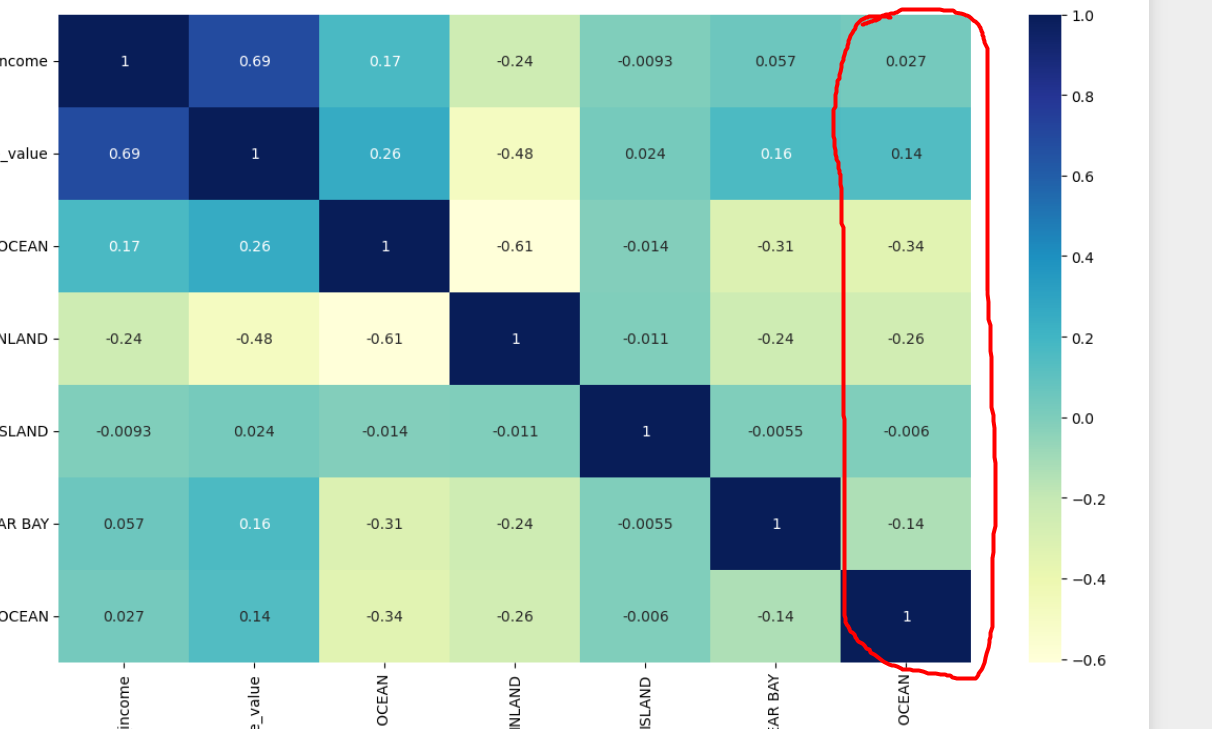 ncome 1 0.69 0.17 -0.24 -0.0093 0.057 0.027
_value 0.69 1 0.26 -0.48 0.024 0.16 0.14
OCEAN 0.17 0.26 1 -0.61 -0.014 -0.31 -0.34
NLAND -0.24 -0.48 -0.61 1 -0.011 -0.24 -0.26
SLAND -0.0093 0.024 -0.014 -0.011 1 -0.0055 -0.006
AR BAY 0.057 0.16 -0.31 -0.24 -0.0055 1 -0.14
OCEAN 0.027 0.14 -0.34 -0.26 -0.006 -0.14 1
income
e_value
OCEAN
INLAND
ISLAND
EAR BAY
OCEAN
1.0
0.8
0.6
0.4
0.2
0.0
−0.2
−0.4
−0.6